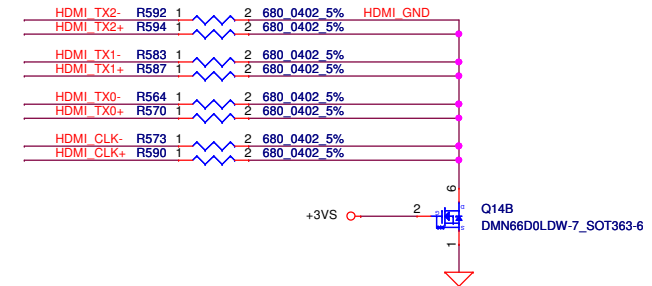 HDMI_TX2- R592 1 2 680_0402_5% HDMI_GND
HDMI_TX2+ R594 1 2 680_0402_5%
HDMI_TX1- R583 1 2 680_0402_5%
HDMI_TX1+ R587 1 2 680_0402_5%
HDMI_TX0- R564 1 2 680_0402_5%
HDMI_TX0+ R570 1 2 680_0402_5%
HDMI_CLK- R573 1 2 680_0402_5%
HDMI_CLK+ R590 1 2 680_0402_5%
6
D
+3VS 2 G Q14B
S DMN66D0LDW-7_SOT363-6
1